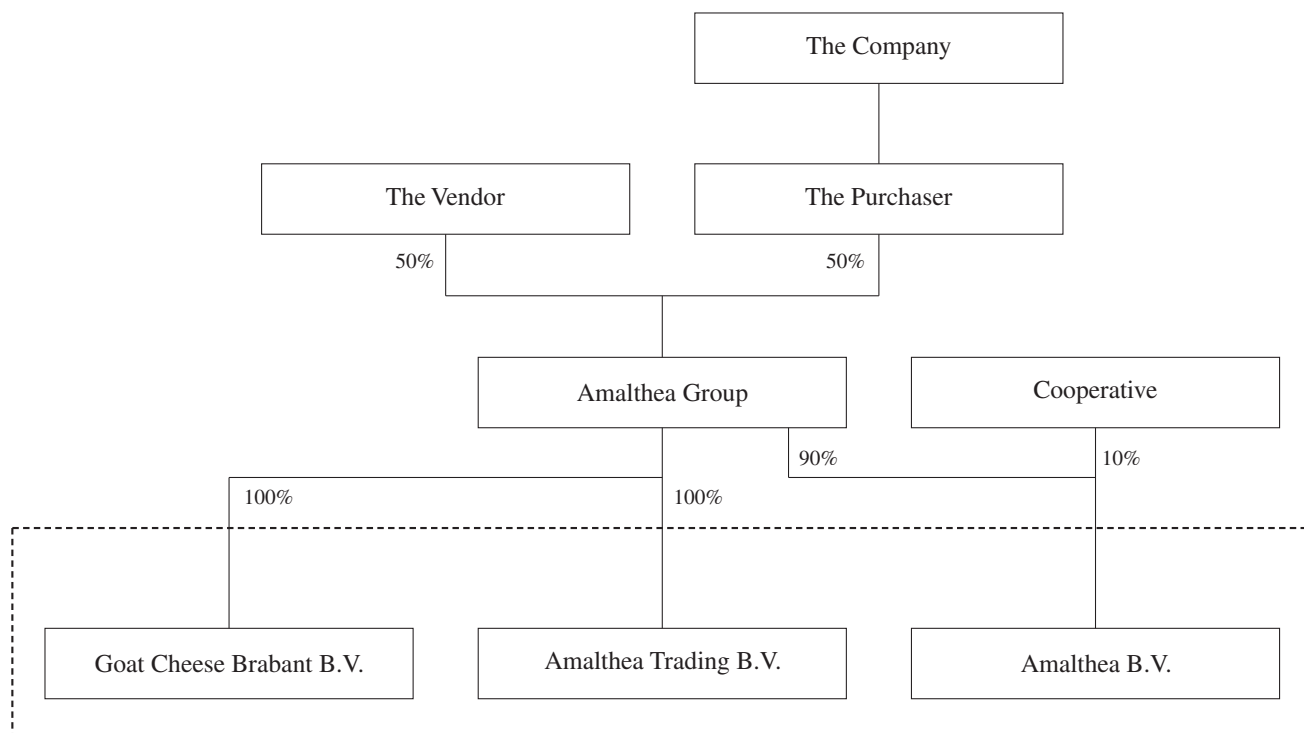 The Company
The Vendor
The Purchaser
50%
50%
Amalthea Group
Cooperative
90%
10%
100%
100%
Goat Cheese Brabant B.V.
Amalthea Trading B.V.
Amalthea B.V.